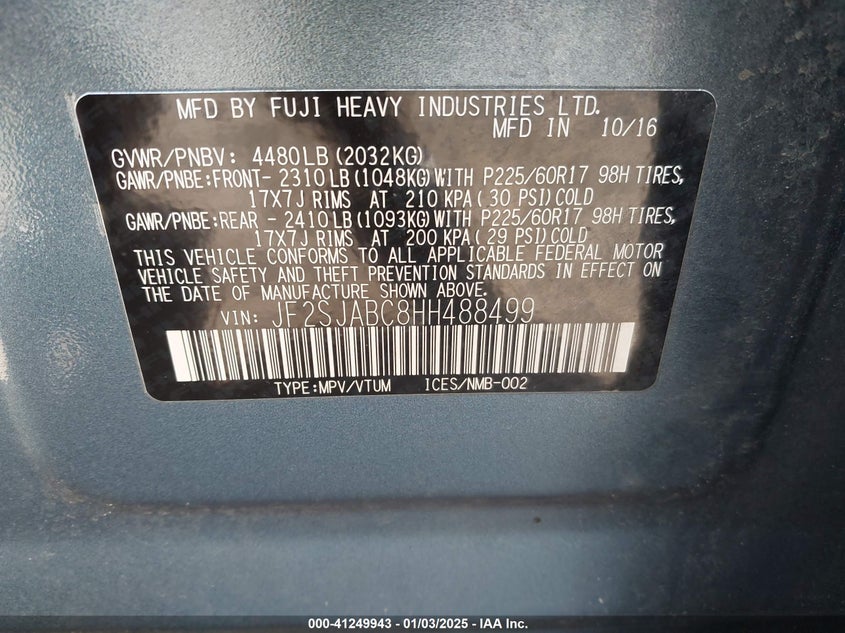 MFD BY FUJI HEAVY INDUSTRIES LTD.
MFD IN 10/16
GVWR/PNBV: 4480LB(2032KG)
GAWR/PNBE:FRONT- 2310LB(1048KG)WITH P225/60R17 98H TIRES,
17X7J RIMS AT 210 KPA( 30 PSI)COLD
GAWR/PNBE:REAR - 2410LB(1093KG)WITH P225/60R17 98H TIRES,
17X7J RIMS AT 200 KPA( 29 PSI)COLD
THIS VEHICLE CONFORMS TO ALL APPLICABLE FEDERAL MOTOR
VEHICLE SAFETY AND THEFT PREVENTION STANDARDS IN EFFECT ON
THE DATE OF MANUFACTURE SHOWN ABOVE.
VIN: JF2SJABC8HH488499
TYPE:MPV/VTUM ICES/NMB-002
000-41249943 - 01/03/2025 - IAA Inc.